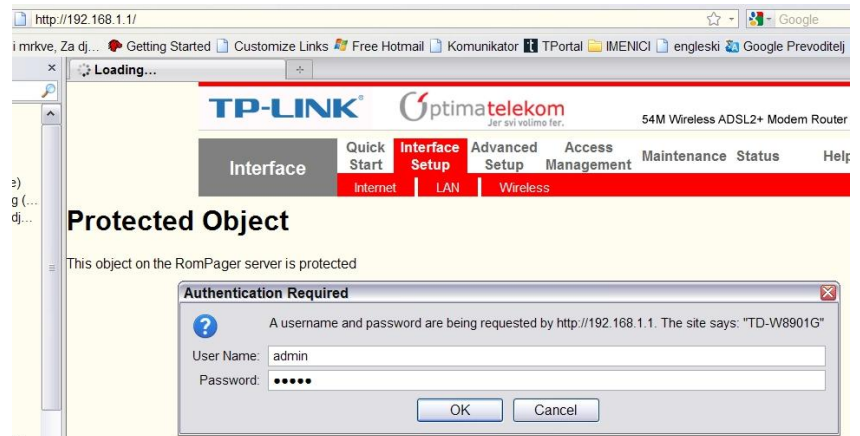 http://192.168.1.1/
Google
i mrkve, Za dj... Getting Started Customize Links Free Hotmail Komunikator TPortal IMENICI engleski Google Prevoditelj
Loading...
TP-LINK Optimatelekom
Jer svi volimo fer.
54M Wireless ADSL2+ Modem Router
Interface
Quick Start Interface Setup Advanced Setup Access Management Maintenance Status Help
Internet LAN Wireless
e)
g (...
dj...
Protected Object
This object on the RomPager server is protected
Authentication Required
A username and password are being requested by http://192.168.1.1. The site says: "TD-W8901G"
User Name: admin
Password: •••••
OK Cancel